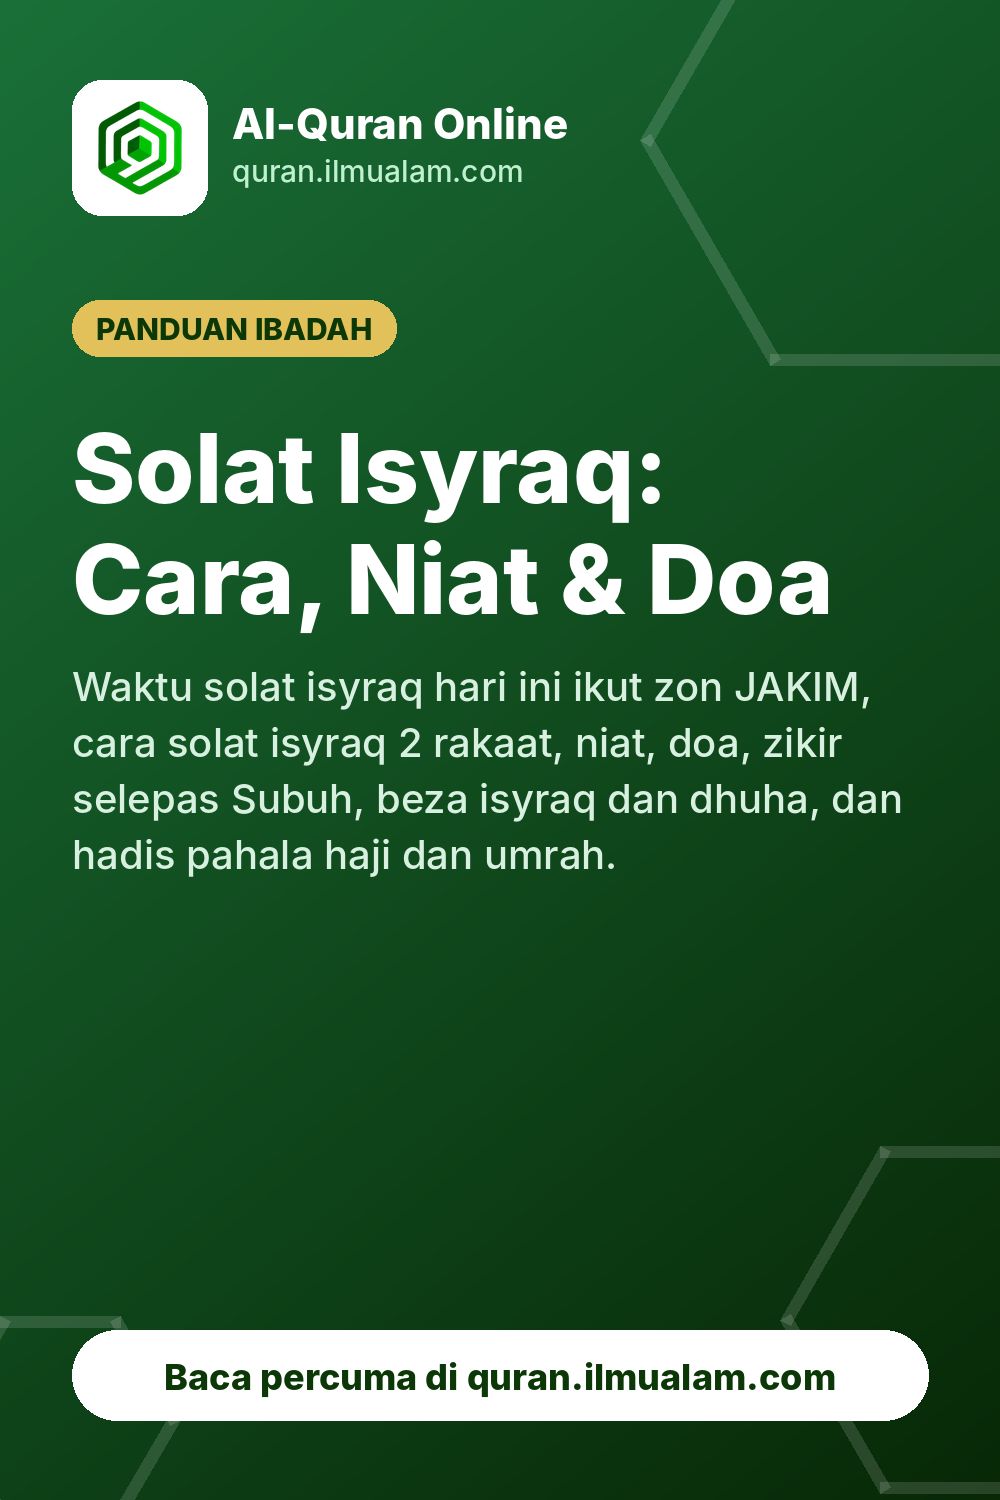 Al-Quran Online
quran.ilmualam.com
PANDUAN IBADAH
Solat Isyraq:
Cara, Niat & Doa
Waktu solat isyraq hari ini ikut zon JAKIM,
cara solat isyraq 2 rakaat, niat, doa, zikir
selepas Subuh, beza isyraq dan dhuha, dan
hadis pahala haji dan umrah.
Baca percuma di quran.ilmualam.com